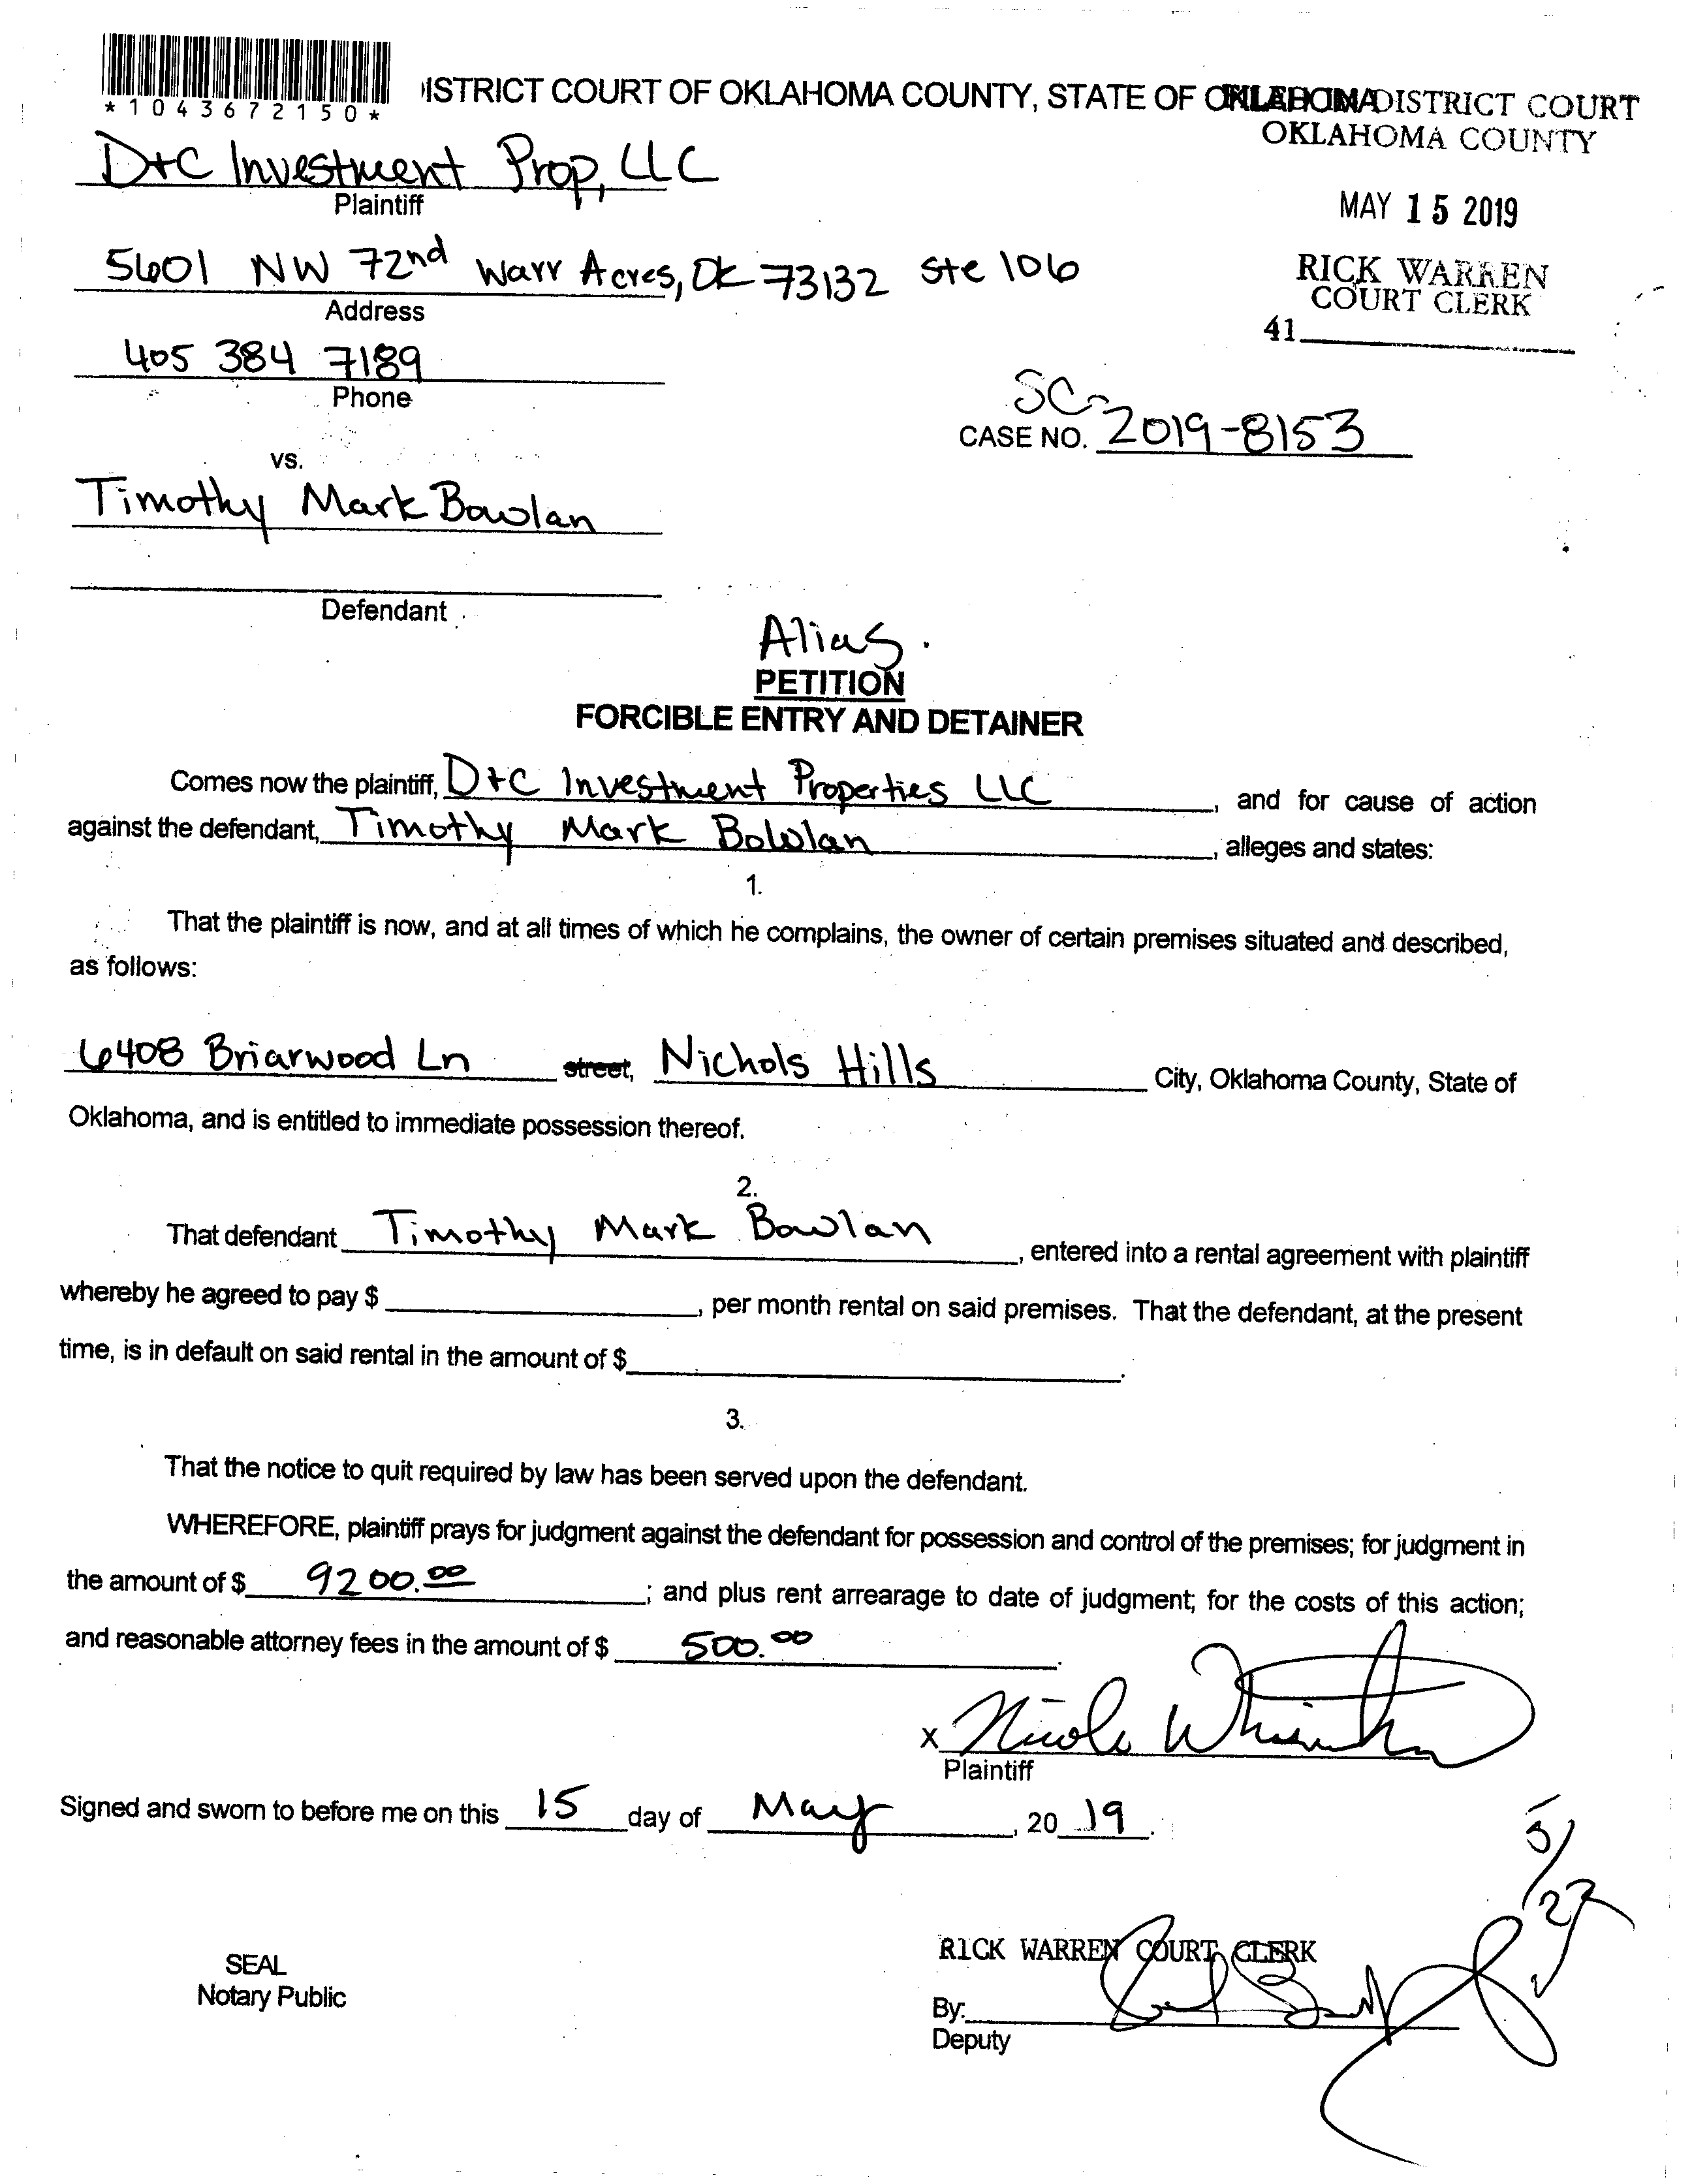 *1043672150*
ISTRICT COURT OF OKLAHOMA COUNTY, STATE OF OKLAHOMA
FILED IN DISTRICT COURT
OKLAHOMA COUNTY
D+C Investment Prop, LLC
Plaintiff
MAY 15 2019
5601 NW 72nd Warr Acres, OK 73132 Ste 106
Address
RICK WARREN
COURT CLERK
41
405 384 7189
Phone
SC-
CASE NO. 2019-8153
vs.
Timothy Mark Bowlan
Defendant
Alias
PETITION
FORCIBLE ENTRY AND DETAINER
Comes now the plaintiff, D+C Investment Properties LLC, and for cause of action
against the defendant, Timothy Mark Bowlan, alleges and states:
1.
That the plaintiff is now, and at all times of which he complains, the owner of certain premises situated and described,
as follows:
6408 Briarwood Ln street, Nichols Hills City, Oklahoma County, State of
Oklahoma, and is entitled to immediate possession thereof.
2.
That defendant Timothy Mark Bowlan, entered into a rental agreement with plaintiff
whereby he agreed to pay $, per month rental on said premises. That the defendant, at the present
time, is in default on said rental in the amount of $.
3.
That the notice to quit required by law has been served upon the defendant.
WHEREFORE, plaintiff prays for judgment against the defendant for possession and control of the premises; for judgment in
the amount of $ 9200.00; and plus rent arrearage to date of judgment; for the costs of this action;
and reasonable attorney fees in the amount of $ 500.00.
x Nicole
Plaintiff
Signed and sworn to before me on this 15 day of May, 2019.
5/22
SEAL
Notary Public
RICK WARREN COURT CLERK
By:
Deputy